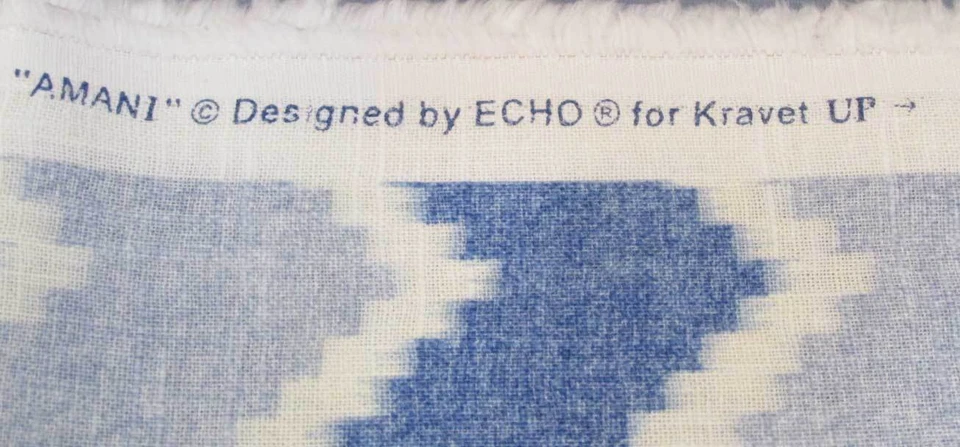 "AMANI" © Designed by ECHO ® for Kravet UP →